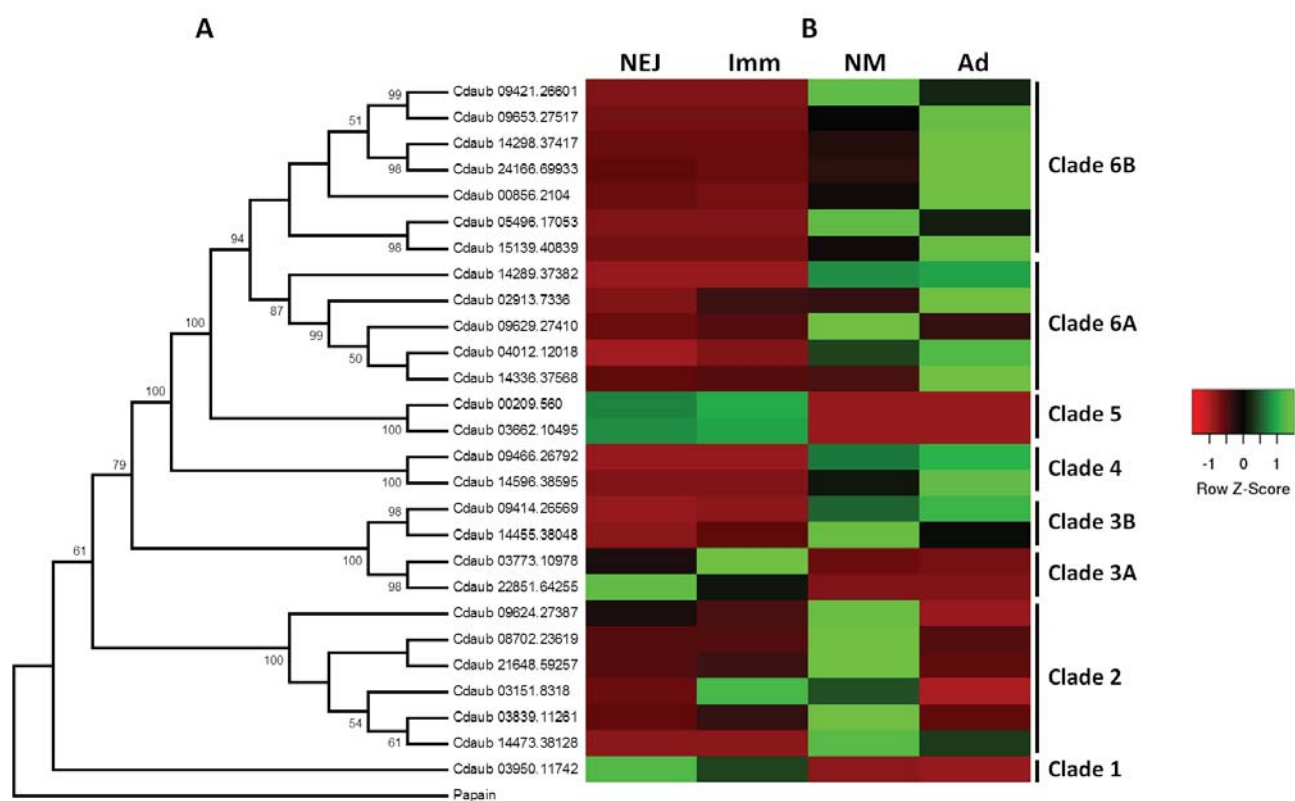 A
B
NEJ Imm NM Ad
99
51
98
94
98
87
99
50
100
100
100
79
100
98
100
98
61
100
54
61
Cdaub 09421.26601
Cdaub 09653.27517
Cdaub 14298.37417
Cdaub 24166.69933
Cdaub 00856.2104
Cdaub 05496.17053
Cdaub 15139.40839
Cdaub 14289.37382
Cdaub 02913.7336
Cdaub 09629.27410
Cdaub 04012.12018
Cdaub 14336.37568
Cdaub 00209.560
Cdaub 03662.10495
Cdaub 09466.26792
Cdaub 14596.38595
Cdaub 09414.26569
Cdaub 14455.38048
Cdaub 03773.10978
Cdaub 22851.64255
Cdaub 09624.27387
Cdaub 08702.23619
Cdaub 21648.59257
Cdaub 03151.8318
Cdaub 03839.11261
Cdaub 14473.38128
Cdaub 03950.11742
Papain
Clade 6B
Clade 6A
Clade 5
Clade 4
Clade 3B
Clade 3A
Clade 2
Clade 1
-1 0 1
Row Z-Score